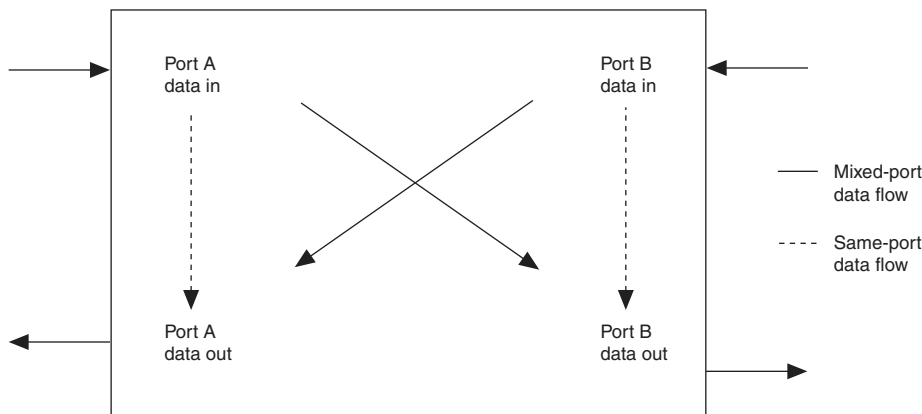 Port A
data in
Port B
data in
Mixed-port
data flow
Same-port
data flow
Port A
data out
Port B
data out